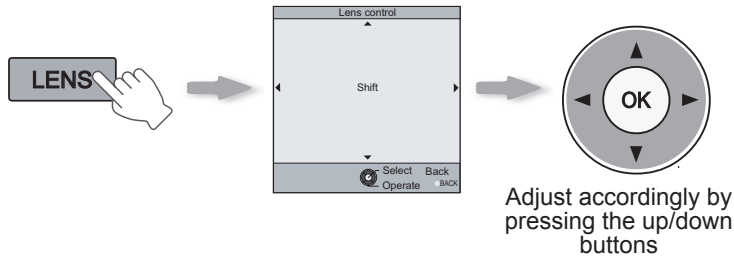 LENS
Lens control
Shift
Select Back
Operate BACK
OK
Adjust accordingly by
pressing the up/down
buttons